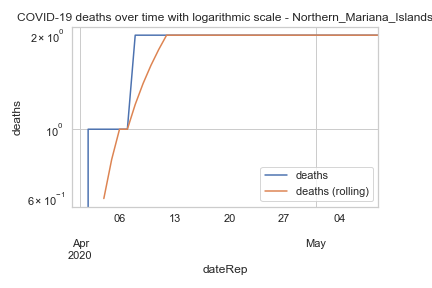 COVID-19 deaths over time with logarithmic scale - Northern_Mariana_Islands
2 × 10⁰
10⁰
6 × 10⁻¹
deaths
deaths
deaths (rolling)
06 13 20 27 04
Apr May
2020
dateRep